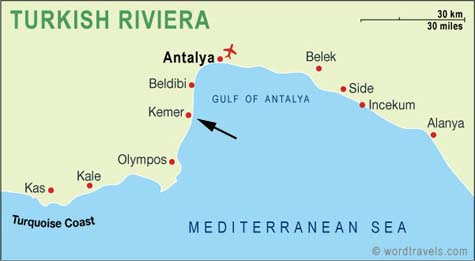 TURKISH RIVIERA
30 km
30 miles
Antalya
Belek
Beldibi
Side
GULF OF ANTALYA
Incekum
Kemer
Alanya
Olympos
Kale
Kas
Turquoise Coast
MEDITERRANEAN SEA
© wordtravels.com